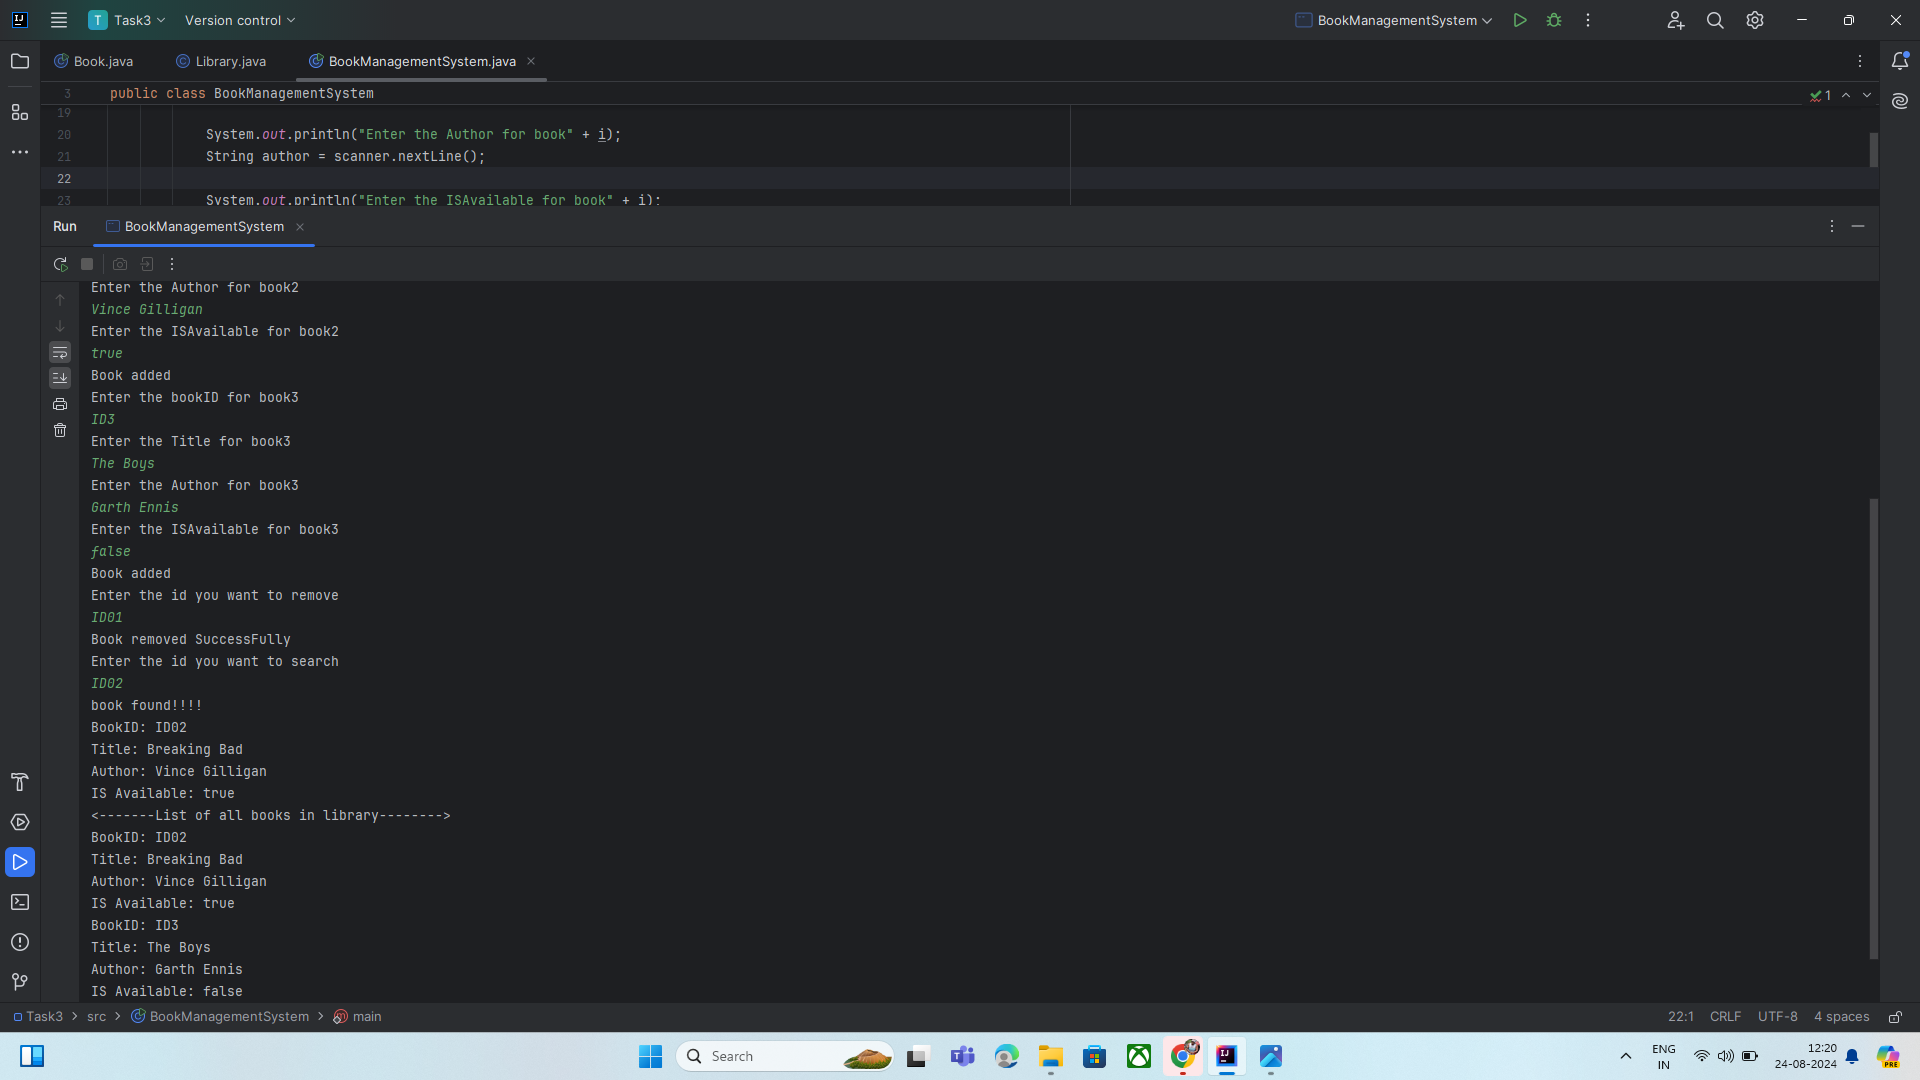 Task3
Version control
BookManagementSystem
Book.java
Library.java
BookManagementSystem.java
3 public class BookManagementSystem
1
19
20 System.out.println("Enter the Author for book" + i);
21 String author = scanner.nextLine();
22
23 System.out.println("Enter the ISAvailable for book" + i);
Run
BookManagementSystem
Enter the Author for book2
Vince Gilligan
Enter the ISAvailable for book2
true
Book added
Enter the bookID for book3
ID3
Enter the Title for book3
The Boys
Enter the Author for book3
Garth Ennis
Enter the ISAvailable for book3
false
Book added
Enter the id you want to remove
ID01
Book removed SuccessFully
Enter the id you want to search
ID02
book found!!!!
BookID: ID02
Title: Breaking Bad
Author: Vince Gilligan
IS Available: true
<-------List of all books in library-------->
BookID: ID02
Title: Breaking Bad
Author: Vince Gilligan
IS Available: true
BookID: ID3
Title: The Boys
Author: Garth Ennis
IS Available: false
Task3 > src > BookManagementSystem > main
22:1 CRLF UTF-8 4 spaces
Search
ENG
IN
12:20
24-08-2024
PRE